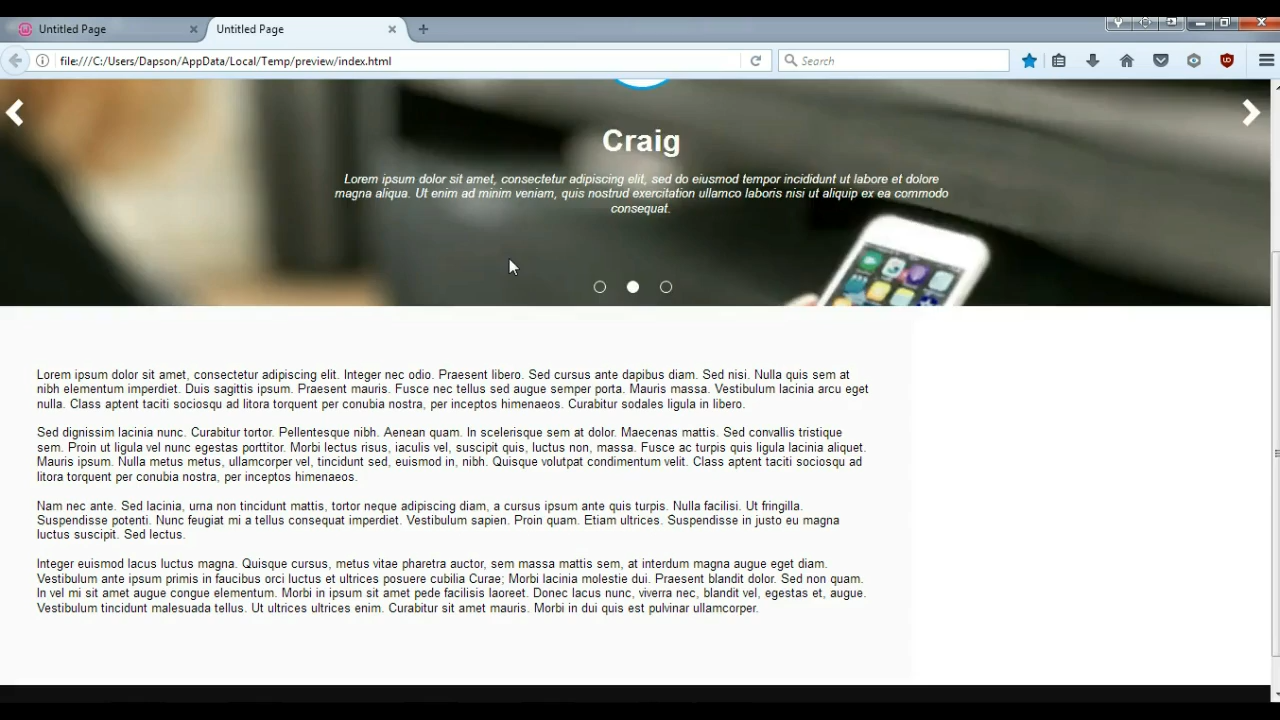 Untitled Page
Untitled Page
file:///C:/Users/Dapson/AppData/Local/Temp/preview/index.html
Search
Craig
Lorem ipsum dolor sit amet, consectetur adipiscing elit, sed do eiusmod tempor incididunt ut labore et dolore
magna aliqua. Ut enim ad minim veniam, quis nostrud exercitation ullamco laboris nisi ut aliquip ex ea commodo
consequat.
Lorem ipsum dolor sit amet, consectetur adipiscing elit. Integer nec odio. Praesent libero. Sed cursus ante dapibus diam. Sed nisi. Nulla quis sem at
nibh elementum imperdiet. Duis sagittis ipsum. Praesent mauris. Fusce nec tellus sed augue semper porta. Mauris massa. Vestibulum lacinia arcu eget
nulla. Class aptent taciti sociosqu ad litora torquent per conubia nostra, per inceptos himenaeos. Curabitur sodales ligula in libero.
Sed dignissim lacinia nunc. Curabitur tortor. Pellentesque nibh. Aenean quam. In scelerisque sem at dolor. Maecenas mattis. Sed convallis tristique
sem. Proin ut ligula vel nunc egestas porttitor. Morbi lectus risus, iaculis vel, suscipit quis, luctus non, massa. Fusce ac turpis quis ligula lacinia aliquet.
Mauris ipsum. Nulla metus metus, ullamcorper vel, tincidunt sed, euismod in, nibh. Quisque volutpat condimentum velit. Class aptent taciti sociosqu ad
litora torquent per conubia nostra, per inceptos himenaeos.
Nam nec ante. Sed lacinia, urna non tincidunt mattis, tortor neque adipiscing diam, a cursus ipsum ante quis turpis. Nulla facilisi. Ut fringilla.
Suspendisse potenti. Nunc feugiat mi a tellus consequat imperdiet. Vestibulum sapien. Proin quam. Etiam ultrices. Suspendisse in justo eu magna
luctus suscipit. Sed lectus.
Integer euismod lacus luctus magna. Quisque cursus, metus vitae pharetra auctor, sem massa mattis sem, at interdum magna augue eget diam.
Vestibulum ante ipsum primis in faucibus orci luctus et ultrices posuere cubilia Curae; Morbi lacinia molestie dui. Praesent blandit dolor. Sed non quam.
In vel mi sit amet augue congue elementum. Morbi in ipsum sit amet pede facilisis laoreet. Donec lacus nunc, viverra nec, blandit vel, egestas et, augue.
Vestibulum tincidunt malesuada tellus. Ut ultrices ultrices enim. Curabitur sit amet mauris. Morbi in dui quis est pulvinar ullamcorper.